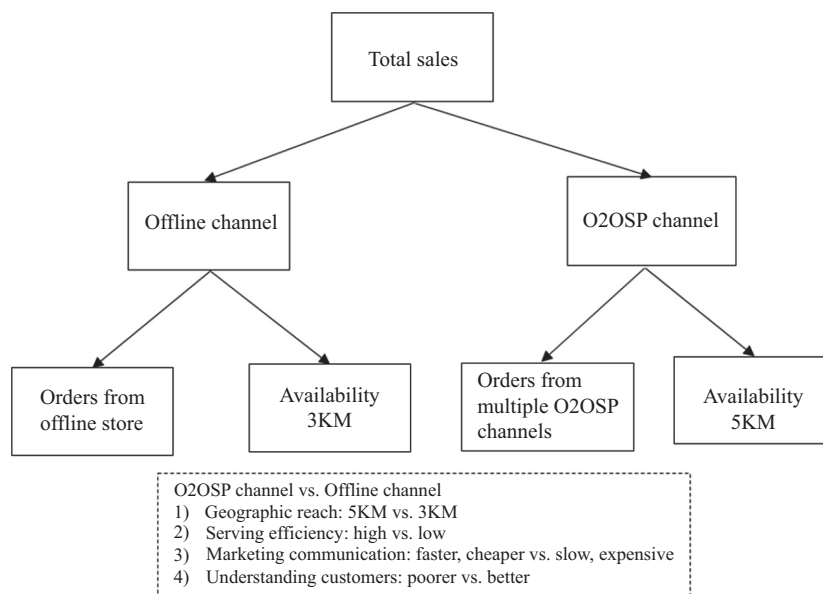 Total sales
Offline channel
O2OSP channel
Orders from
offline store
Availability
3KM
Orders from
multiple O2OSP
channels
Availability
5KM
O2OSP channel vs. Offline channel
1) Geographic reach: 5KM vs. 3KM
2) Serving efficiency: high vs. low
3) Marketing communication: faster, cheaper vs. slow, expensive
4) Understanding customers: poorer vs. better